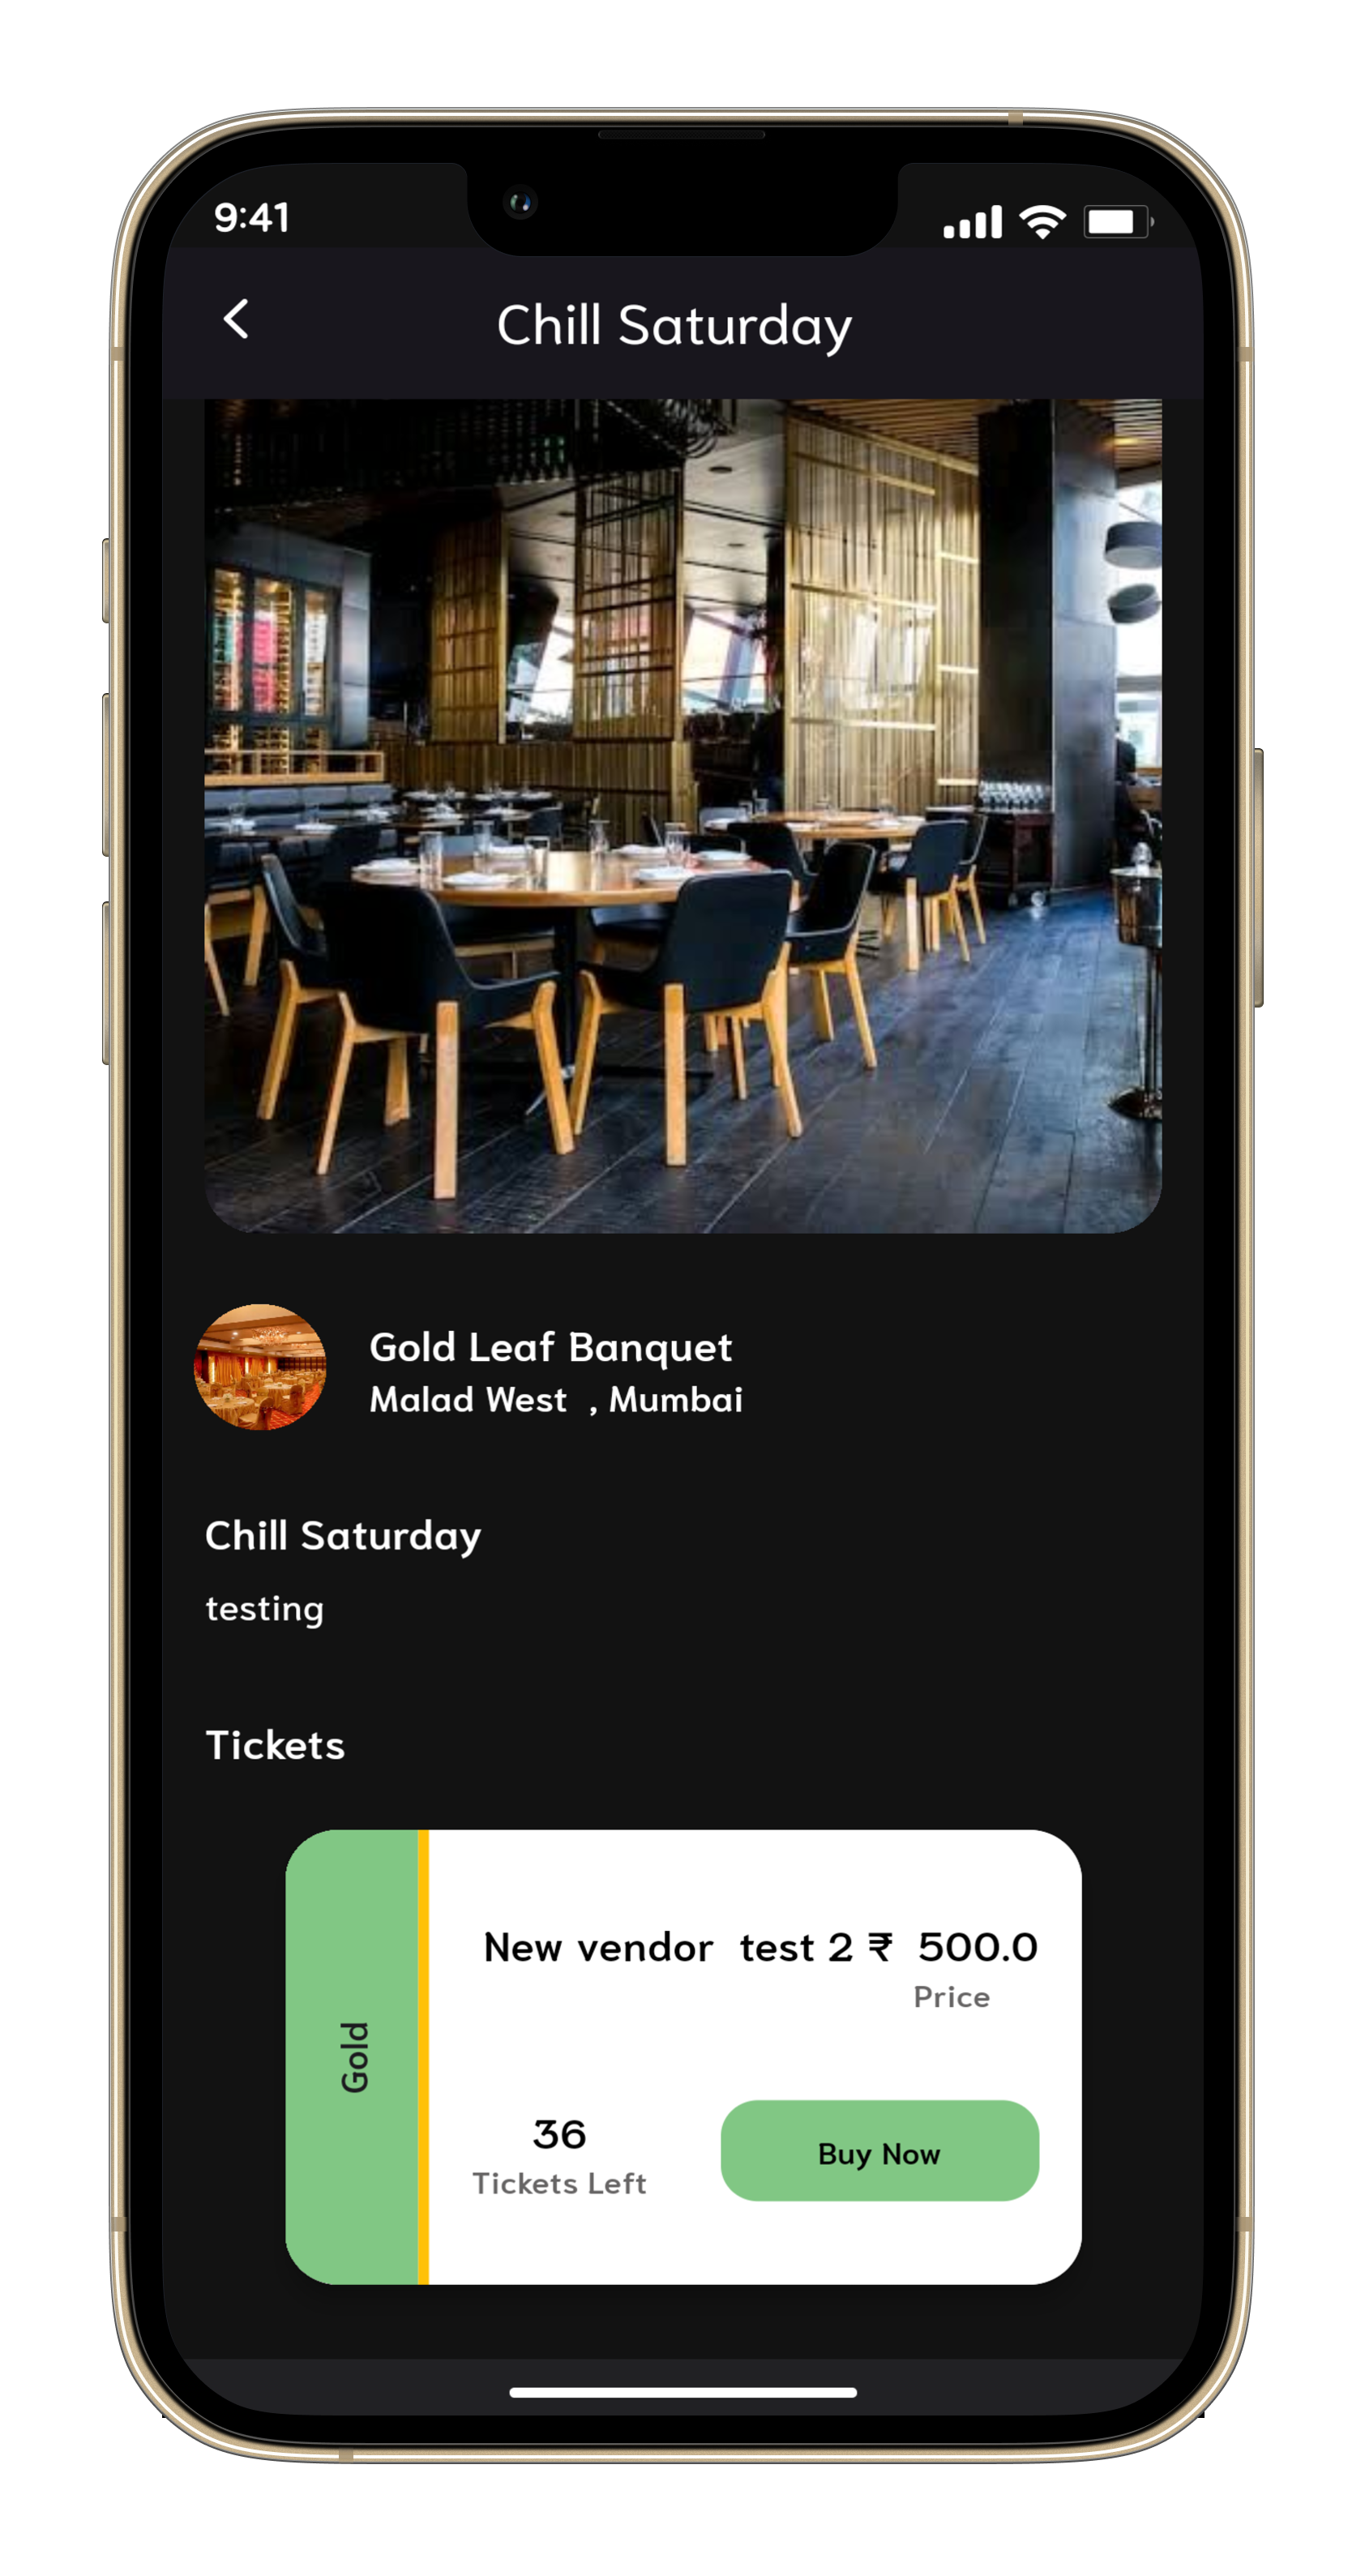 9:41
Chill Saturday
Gold Leaf Banquet
Malad West , Mumbai
Chill Saturday
testing
Tickets
Gold
New vendor test 2 ₹ 500.0
Price
36
Tickets Left
Buy Now